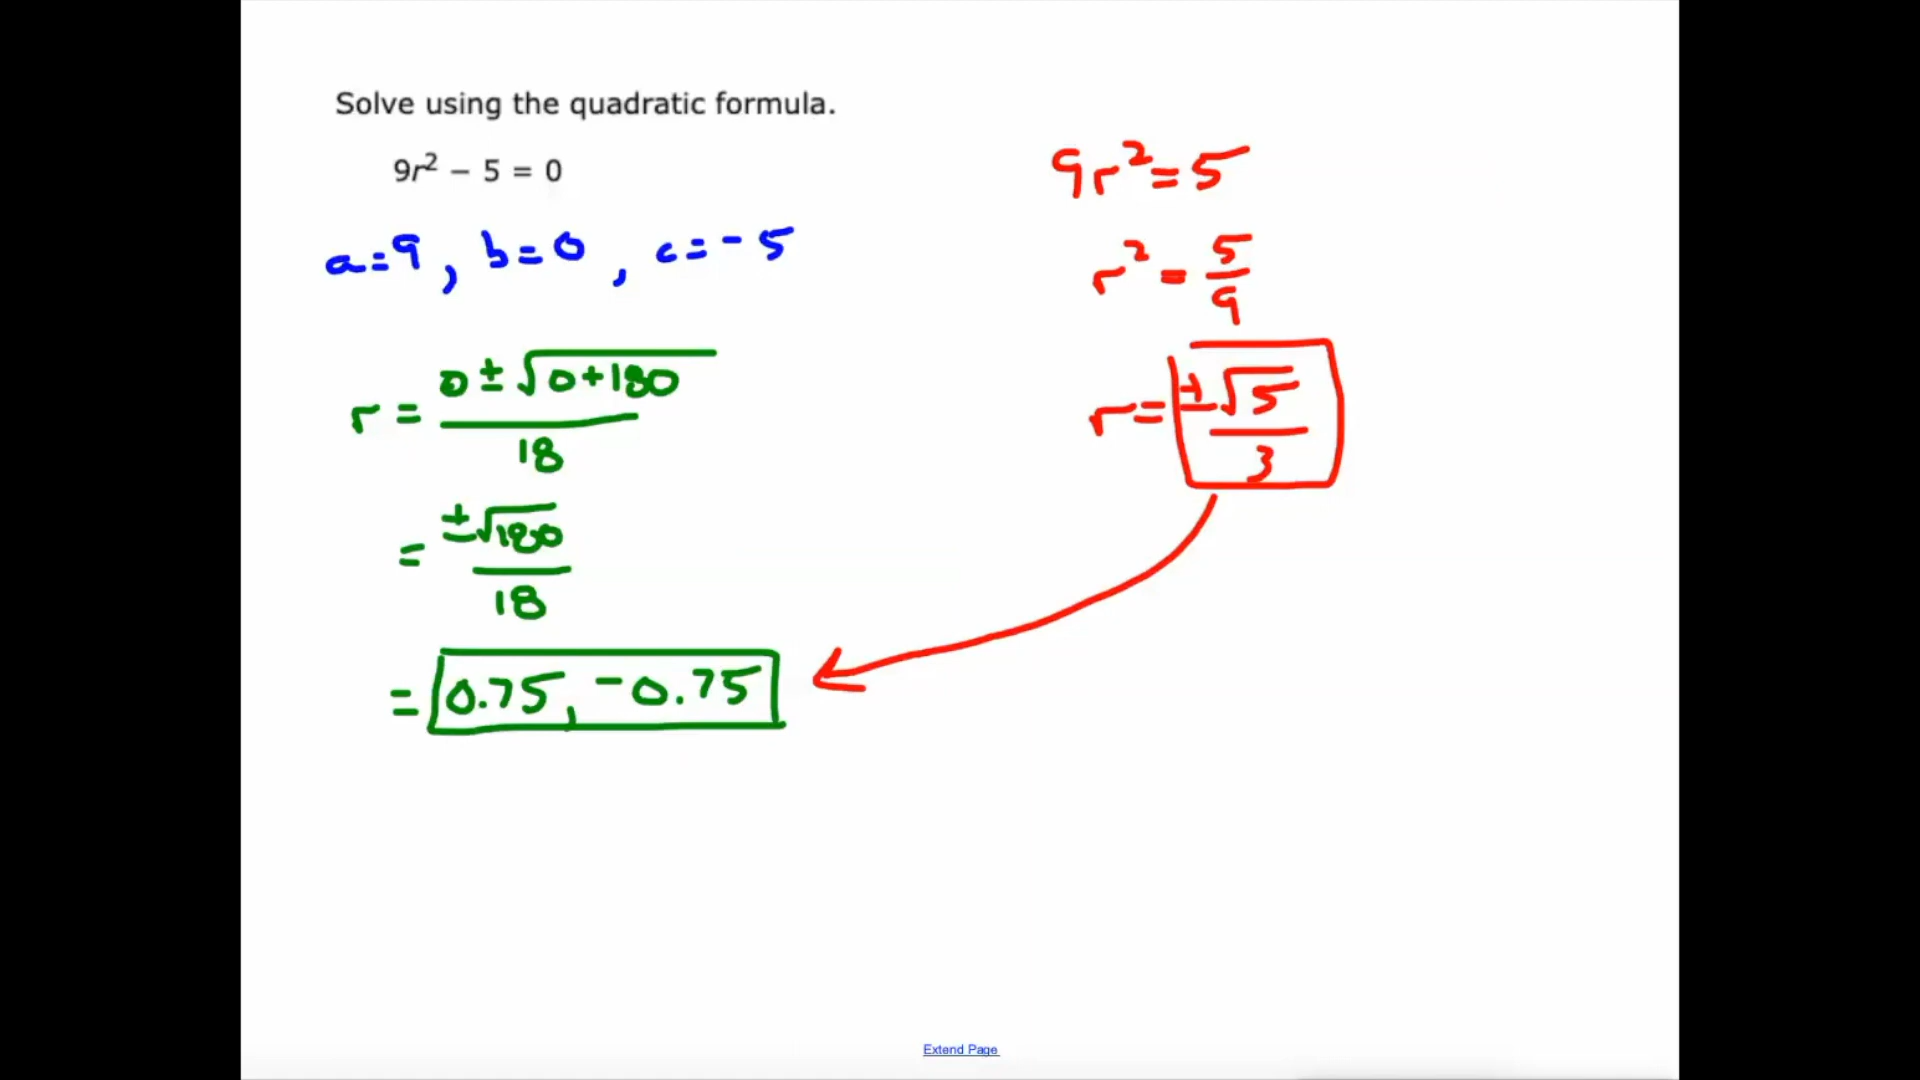 Solve using the quadratic formula.
9r² − 5 = 0
a=9, b=0, c=-5
r = (0 ± √(0+180)) / 18
= ±√180 / 18
= 0.75, -0.75
9r² = 5
r² = 5/9
r = ±√5 / 3
Extend Page